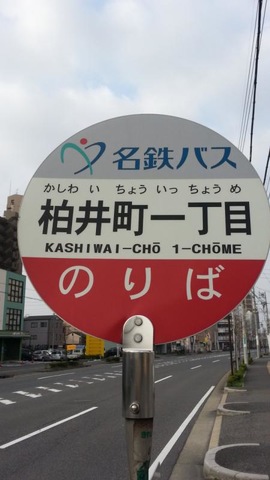 名鉄バス
かしわ い ちょう いっ ちょう め
柏井町一丁目
KASHIWAI-CHŌ 1-CHŌME
のりば